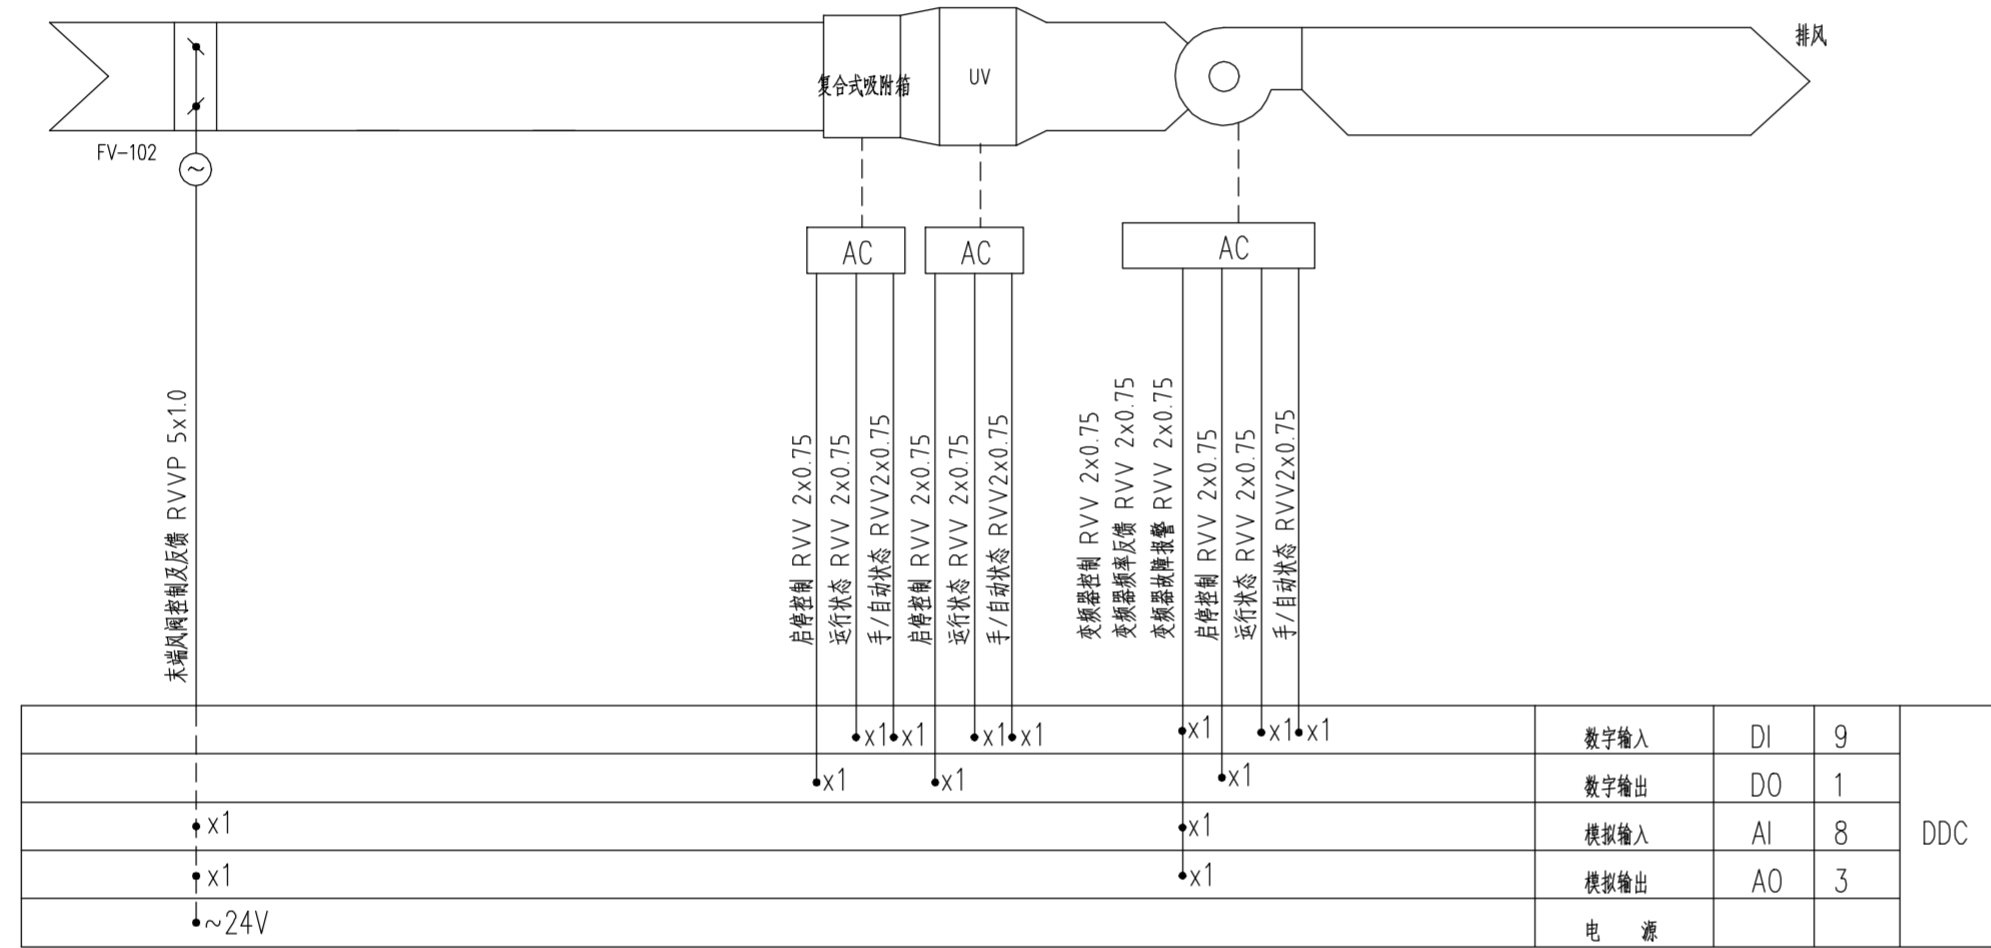 排风
复合式吸附箱
UV
FV-102
~
AC
AC
AC
末端风阀控制及反馈 RVVP 5x1.0
启停控制 RVV 2x0.75
运行状态 RVV 2x0.75
手/自动状态 RVV2x0.75
启停控制 RVV 2x0.75
运行状态 RVV 2x0.75
手/自动状态 RVV2x0.75
变频器控制 RVV 2x0.75
变频器频率反馈 RVV 2x0.75
变频器故障报警 RVV 2x0.75
启停控制 RVV 2x0.75
运行状态 RVV 2x0.75
手/自动状态 RVV2x0.75
x1 x1 x1 x1 x1 x1 x1 数字输入 DI 9
x1 x1 x1 数字输出 DO 1
x1 x1 模拟输入 AI 8 DDC
x1 x1 模拟输出 AO 3
~24V 电 源